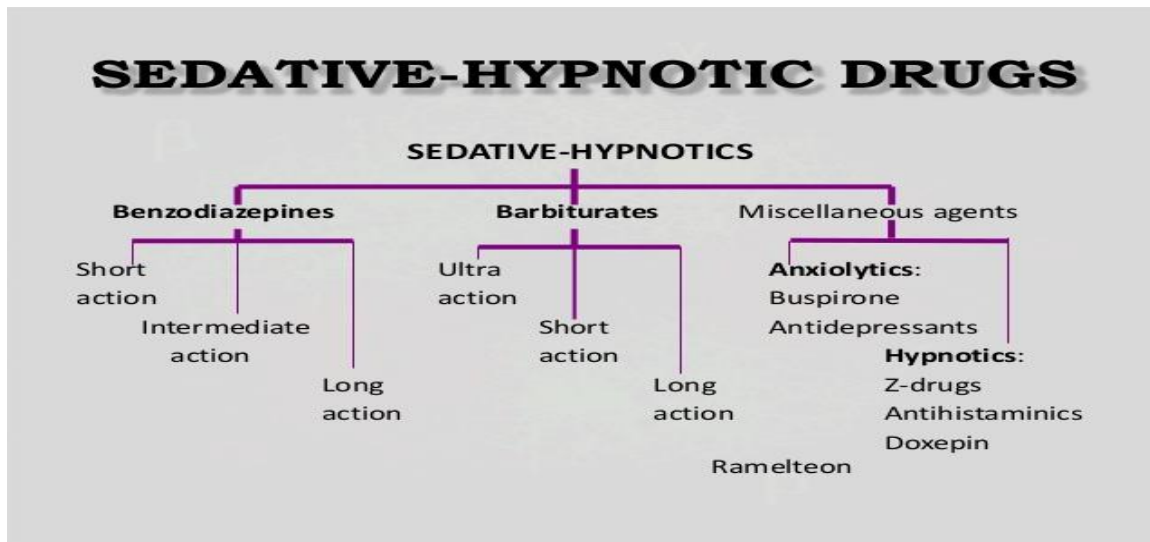 SEDATIVE-HYPNOTIC DRUGS
SEDATIVE-HYPNOTICS
Benzodiazepines
Barbiturates
Miscellaneous agents
Short
action
Intermediate
action
Long
action
Ultra
action
Short
action
Long
action
Anxiolytics:
Buspirone
Antidepressants
Hypnotics:
Z-drugs
Antihistaminics
Doxepin
Ramelteon